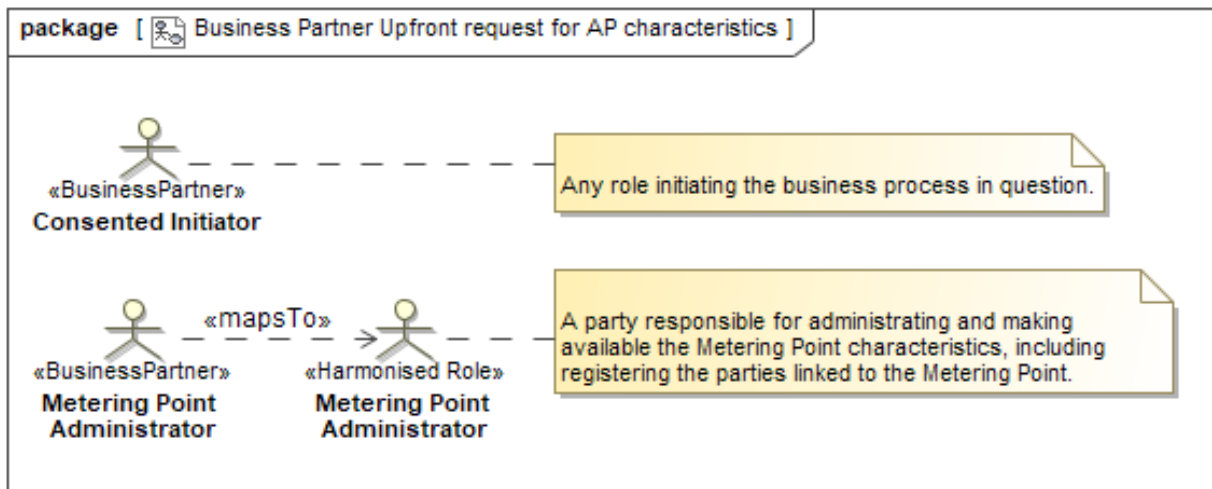 package [ Business Partner Upfront request for AP characteristics ]
«BusinessPartner»
Consented Initiator
Any role initiating the business process in question.
«BusinessPartner»
Metering Point
Administrator
«mapsTo»
«Harmonised Role»
Metering Point
Administrator
A party responsible for administrating and making
available the Metering Point characteristics, including
registering the parties linked to the Metering Point.